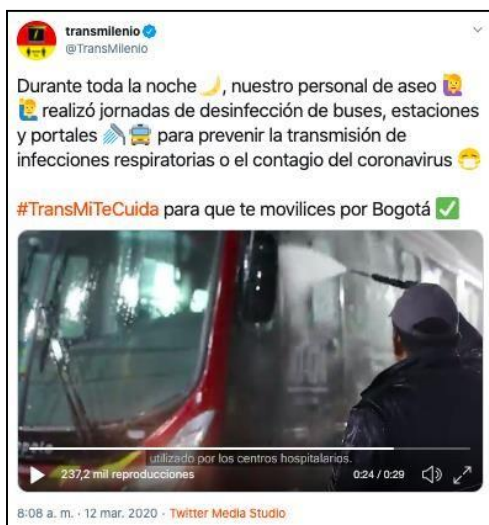 transmilenio
@TransMilenio
Durante toda la noche 🌙, nuestro personal de aseo 🙋‍♀️
🙋‍♂️ realizó jornadas de desinfección de buses, estaciones
y portales 🚿🚍 para prevenir la transmisión de
infecciones respiratorias o el contagio del coronavirus 😷
#TransMiTeCuida para que te movilices por Bogotá ✅
utilizado por los centros hospitalarios.
237,2 mil reproducciones
0:24 / 0:29
8:08 a. m. · 12 mar. 2020 · Twitter Media Studio